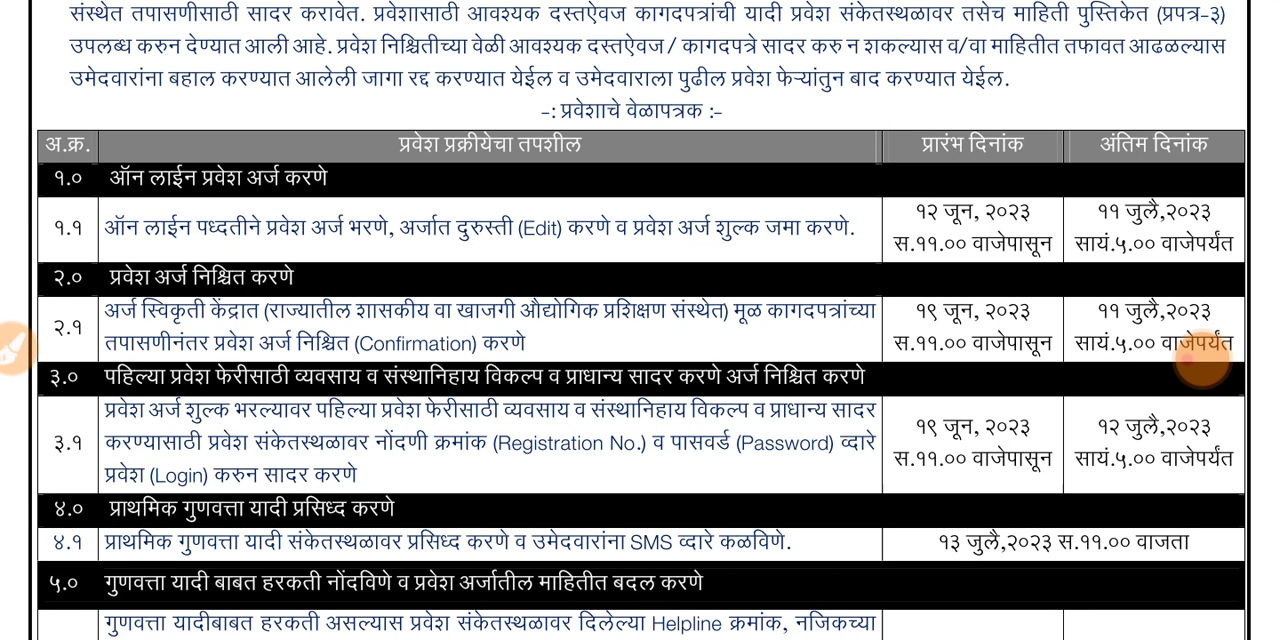 संस्थेत तपासणीसाठी सादर करावेत. प्रवेशासाठी आवश्यक दस्तऐवज कागदपत्रांची यादी प्रवेश संकेतस्थळावर तसेच माहिती पुस्तिकेत (प्रपत्र-३)
उपलब्ध करुन देण्यात आली आहे. प्रवेश निश्चितीच्या वेळी आवश्यक दस्तऐवज / कागदपत्रे सादर करु न शकल्यास व/वा माहितीत तफावत आढळल्यास
उमेदवारांना बहाल करण्यात आलेली जागा रद्द करण्यात येईल व उमेदवाराला पुढील प्रवेश फेऱ्यांतुन बाद करण्यात येईल.
-: प्रवेशाचे वेळापत्रक :-
अ.क्र. प्रवेश प्रक्रीयेचा तपशील प्रारंभ दिनांक अंतिम दिनांक
१.० ऑन लाईन प्रवेश अर्ज करणे
१.१ ऑन लाईन पध्दतीने प्रवेश अर्ज भरणे, अर्जात दुरुस्ती (Edit) करणे व प्रवेश अर्ज शुल्क जमा करणे.
१२ जून, २०२३
स.११.०० वाजेपासून
११ जुलै,२०२३
सायं.५.०० वाजेपर्यंत
२.० प्रवेश अर्ज निश्चित करणे
२.१ अर्ज स्विकृती केंद्रात (राज्यातील शासकीय वा खाजगी औद्योगिक प्रशिक्षण संस्थेत) मूळ कागदपत्रांच्या
तपासणीनंतर प्रवेश अर्ज निश्चित (Confirmation) करणे
१९ जून, २०२३
स.११.०० वाजेपासून
११ जुलै,२०२३
सायं.५.०० वाजेपर्यंत
३.० पहिल्या प्रवेश फेरीसाठी व्यवसाय व संस्थानिहाय विकल्प व प्राधान्य सादर करणे अर्ज निश्चित करणे
३.१ प्रवेश अर्ज शुल्क भरल्यावर पहिल्या प्रवेश फेरीसाठी व्यवसाय व संस्थानिहाय विकल्प व प्राधान्य सादर
करण्यासाठी प्रवेश संकेतस्थळावर नोंदणी क्रमांक (Registration No.) व पासवर्ड (Password) व्दारे
प्रवेश (Login) करुन सादर करणे
१९ जून, २०२३
स.११.०० वाजेपासून
१२ जुलै,२०२३
सायं.५.०० वाजेपर्यंत
४.० प्राथमिक गुणवत्ता यादी प्रसिध्द करणे
४.१ प्राथमिक गुणवत्ता यादी संकेतस्थळावर प्रसिध्द करणे व उमेदवारांना SMS व्दारे कळविणे. १३ जुलै,२०२३ स.११.०० वाजता
५.० गुणवत्ता यादी बाबत हरकती नोंदविणे व प्रवेश अर्जातील माहितीत बदल करणे
गुणवत्ता यादीबाबत हरकती असल्यास प्रवेश संकेतस्थळावर दिलेल्या Helpline क्रमांक, नजिकच्या